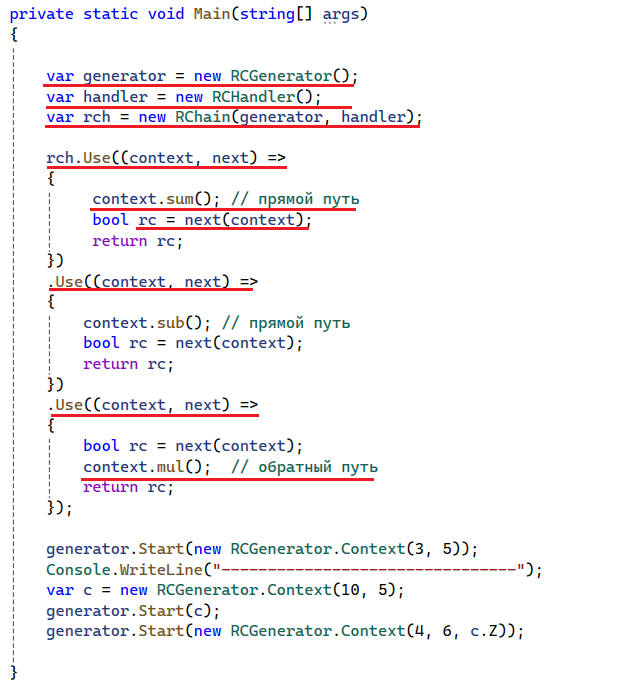 private static void Main(string[] args)
{
var generator = new RCGenerator();
var handler = new RCHandler();
var rch = new RChain(generator, handler);
rch.Use((context, next) =>
{
context.sum(); // прямой путь
bool rc = next(context);
return rc;
})
.Use((context, next) =>
{
context.sub(); // прямой путь
bool rc = next(context);
return rc;
})
.Use((context, next) =>
{
bool rc = next(context);
context.mul();  // обратный путь
return rc;
});
generator.Start(new RCGenerator.Context(3, 5));
Console.WriteLine("--------------------------------");
var c = new RCGenerator.Context(10, 5);
generator.Start(c);
generator.Start(new RCGenerator.Context(4, 6, c.Z));
}